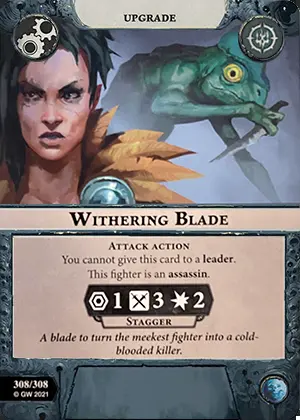 UPGRADE
WITHERING BLADE
ATTACK ACTION
You cannot give this card to a leader.
This fighter is an assassin.
1 3 2
STAGGER
A blade to turn the meekest fighter into a cold-
blooded killer.
308/308
© GW 2021